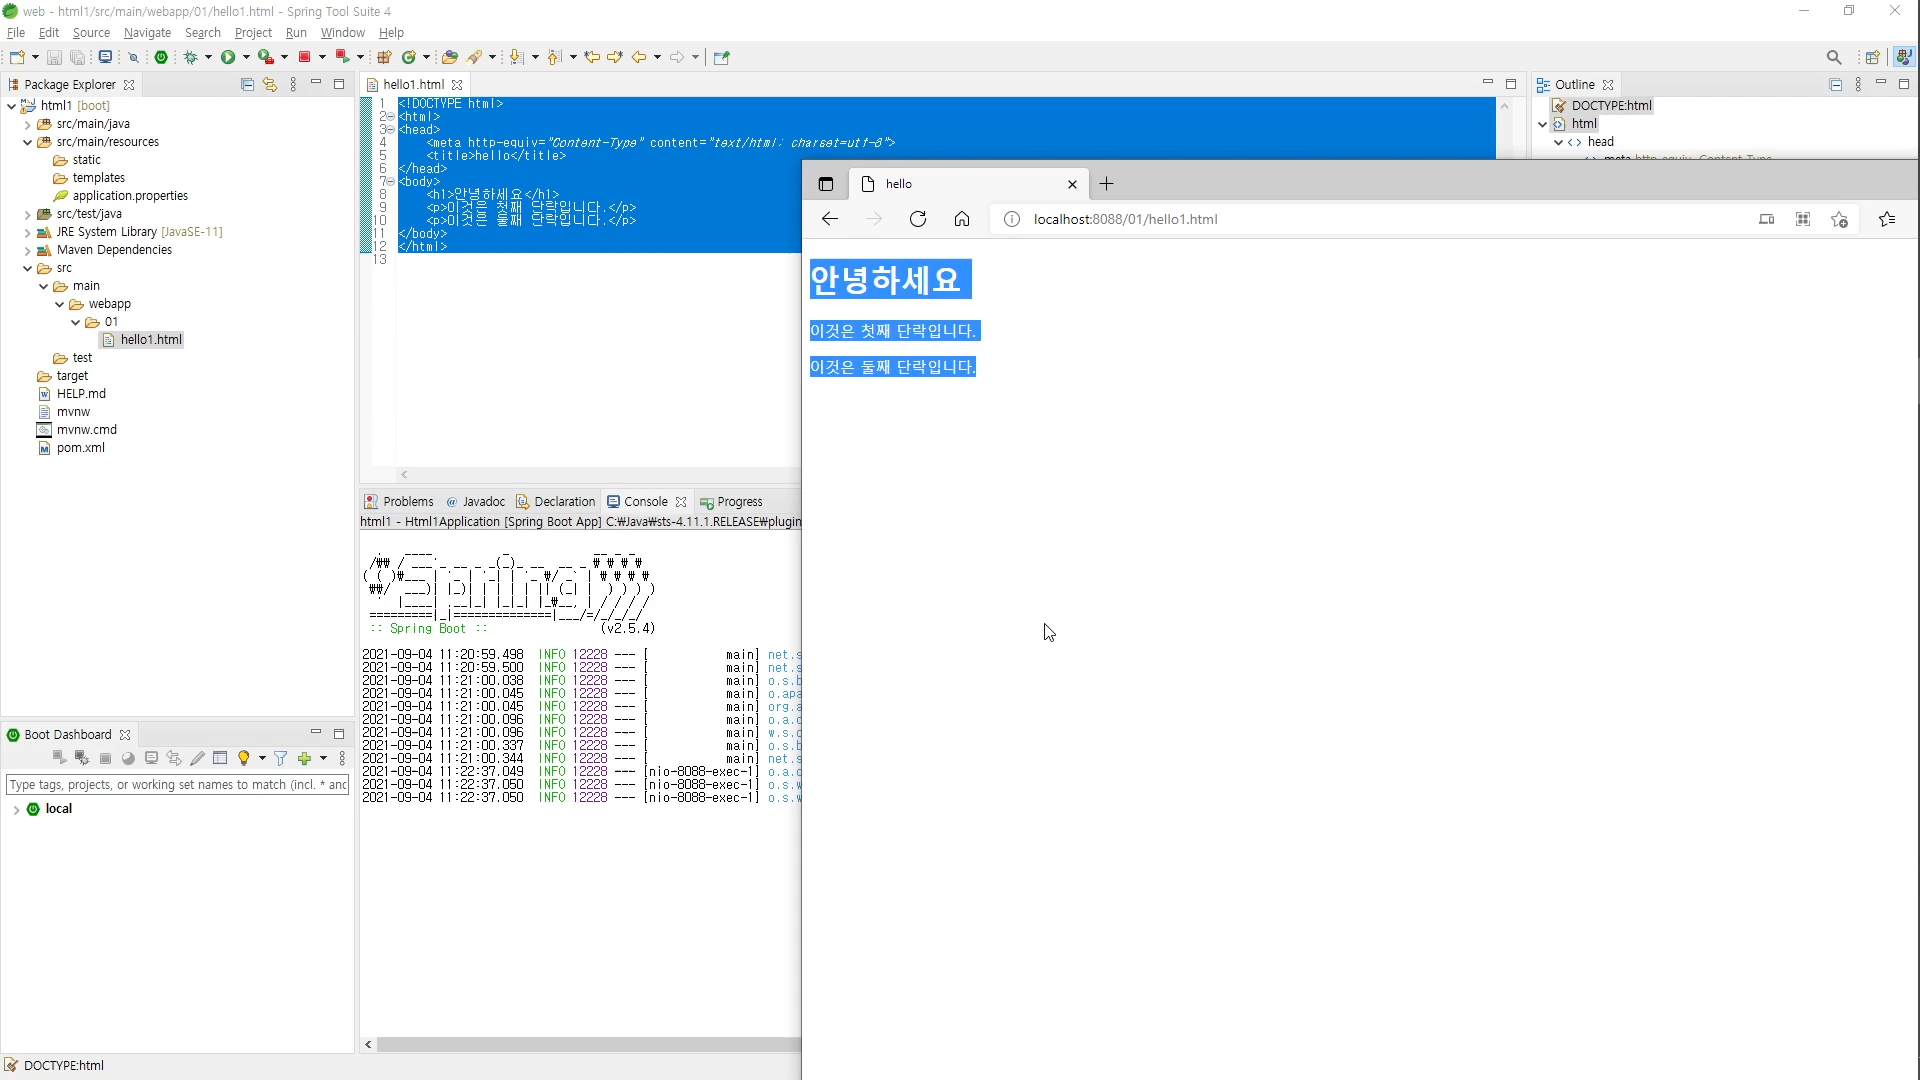 web - html1/src/main/webapp/01/hello1.html - Spring Tool Suite 4
File Edit Source Navigate Search Project Run Window Help
Package Explorer
html1 [boot]
src/main/java
src/main/resources
static
templates
application.properties
src/test/java
JRE System Library [JavaSE-11]
Maven Dependencies
src
main
webapp
01
hello1.html
test
target
HELP.md
mvnw
mvnw.cmd
pom.xml
hello1.html
1 <!DOCTYPE html>
2 <html>
3 <head>
4 <meta http-equiv="Content-Type" content="text/html; charset=utf-8">
5 <title>hello</title>
6 </head>
7 <body>
8 <h1>안녕하세요</h1>
9 <p>이것은 첫째 단락입니다.</p>
10 <p>이것은 둘째 단락입니다.</p>
11 </body>
12 </html>
13
Outline
DOCTYPE:html
html
head
hello
localhost:8088/01/hello1.html
안녕하세요
이것은 첫째 단락입니다.
이것은 둘째 단락입니다.
Problems @ Javadoc Declaration Console Progress
html1 - Html1Application [Spring Boot App] C:₩Java₩sts-4.11.1.RELEASE₩plugin
:: Spring Boot :: (v2.5.4)
2021-09-04 11:20:59.498 INFO 12228 --- [ main] net.s
2021-09-04 11:20:59.500 INFO 12228 --- [ main] net.s
2021-09-04 11:21:00.038 INFO 12228 --- [ main] o.s.b
2021-09-04 11:21:00.045 INFO 12228 --- [ main] o.apa
2021-09-04 11:21:00.045 INFO 12228 --- [ main] org.a
2021-09-04 11:21:00.096 INFO 12228 --- [ main] o.a.c
2021-09-04 11:21:00.096 INFO 12228 --- [ main] w.s.c
2021-09-04 11:21:00.337 INFO 12228 --- [ main] o.s.b
2021-09-04 11:21:00.344 INFO 12228 --- [ main] net.s
2021-09-04 11:22:37.049 INFO 12228 --- [nio-8088-exec-1] o.a.c
2021-09-04 11:22:37.050 INFO 12228 --- [nio-8088-exec-1] o.s.w
2021-09-04 11:22:37.050 INFO 12228 --- [nio-8088-exec-1] o.s.w
Boot Dashboard
Type tags, projects, or working set names to match (incl. * anc
local
DOCTYPE:html